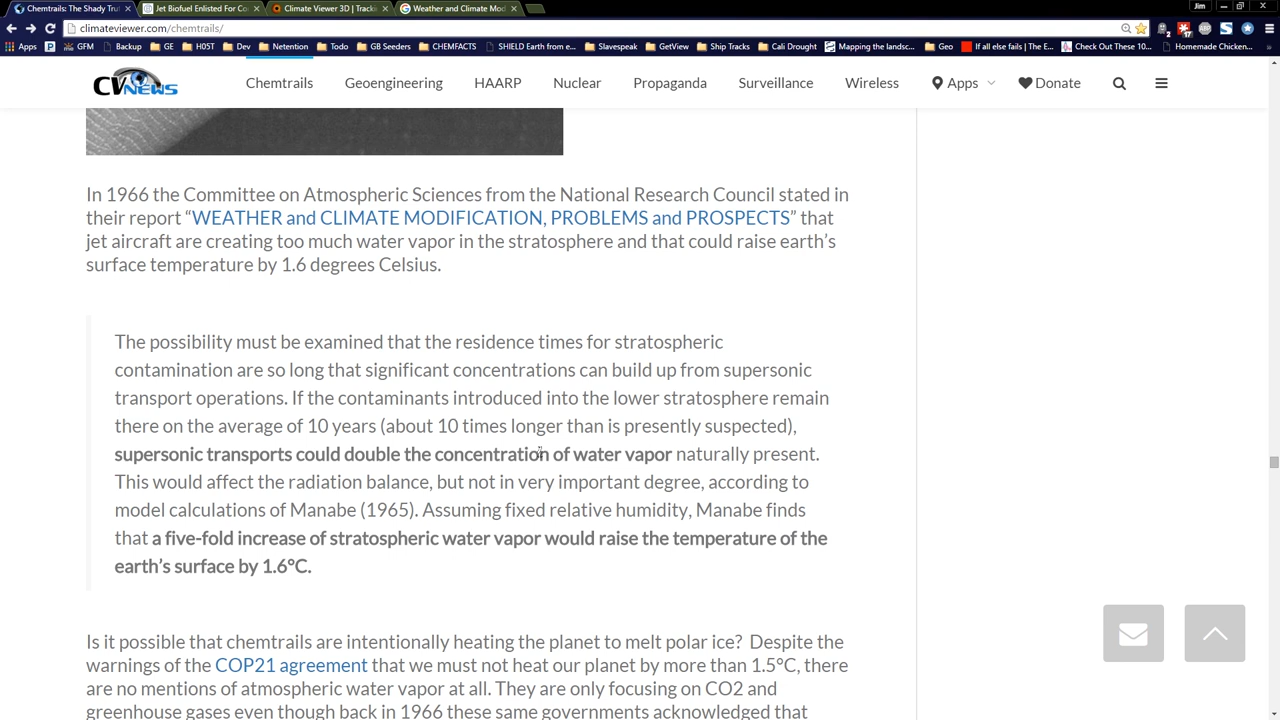 Chemtrails: The Shady Tru
Jet Biofuel Enlisted For Co
Climate Viewer 3D | Tracki
Weather and Climate Mod
Jim
climateviewer.com/chemtrails/
Apps
GFM
Backup
GE
H05T
Dev
Netention
Todo
GB Seeders
CHEMFACTS
SHIELD Earth from e...
Slavespeak
GetView
Ship Tracks
Cali Drought
Mapping the landsc...
Geo
If all else fails | The E...
Check Out These 10...
Homemade Chicken...
CV NEWS
Chemtrails
Geoengineering
HAARP
Nuclear
Propaganda
Surveillance
Wireless
Apps
Donate
In 1966 the Committee on Atmospheric Sciences from the National Research Council stated in
their report “WEATHER and CLIMATE MODIFICATION, PROBLEMS and PROSPECTS” that
jet aircraft are creating too much water vapor in the stratosphere and that could raise earth’s
surface temperature by 1.6 degrees Celsius.
The possibility must be examined that the residence times for stratospheric
contamination are so long that significant concentrations can build up from supersonic
transport operations. If the contaminants introduced into the lower stratosphere remain
there on the average of 10 years (about 10 times longer than is presently suspected),
supersonic transports could double the concentration of water vapor naturally present.
This would affect the radiation balance, but not in very important degree, according to
model calculations of Manabe (1965). Assuming fixed relative humidity, Manabe finds
that a five-fold increase of stratospheric water vapor would raise the temperature of the
earth’s surface by 1.6°C.
Is it possible that chemtrails are intentionally heating the planet to melt polar ice? Despite the
warnings of the COP21 agreement that we must not heat our planet by more than 1.5°C, there
are no mentions of atmospheric water vapor at all. They are only focusing on CO2 and
greenhouse gases even though back in 1966 these same governments acknowledged that